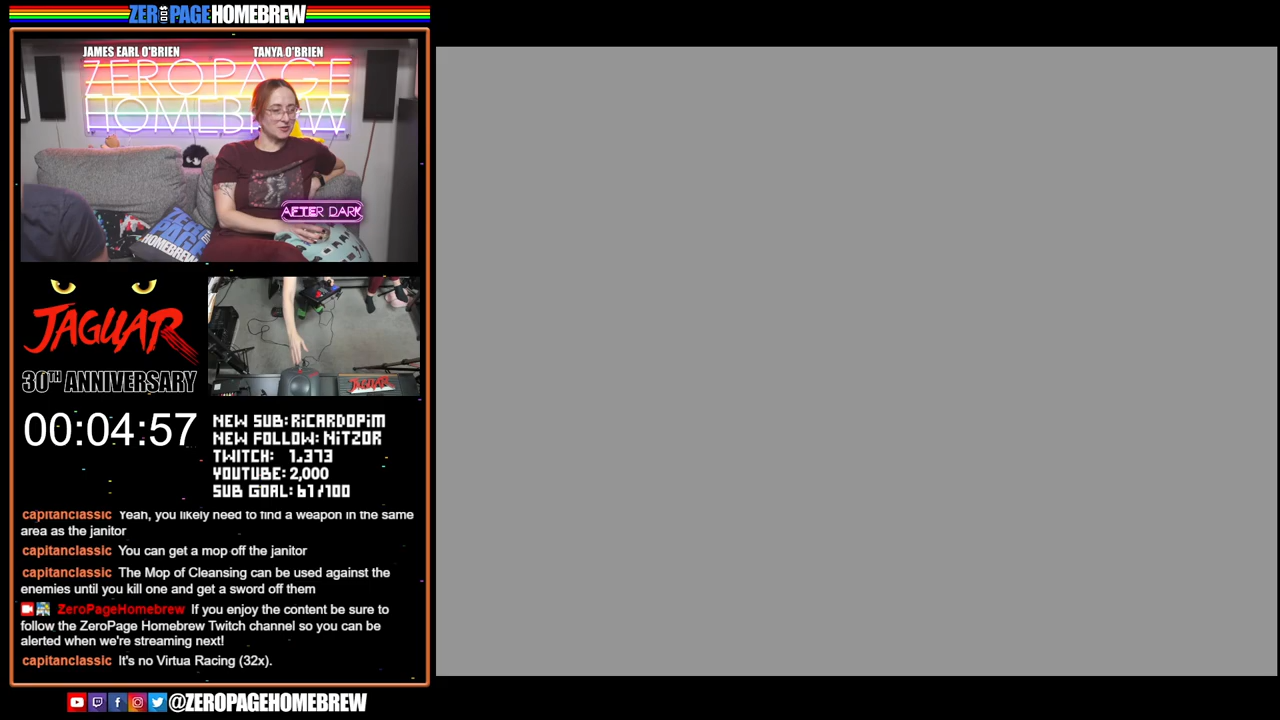 ZEROPAGE HOMEBREW
JAMES EARL O'BRIEN
TANYA O'BRIEN
ZEROPAGE
HOMEBREW
AFTER DARK
ZERO
PAGE
HOMEBREW
JAGUAR
JAGUAR
30TH ANNIVERSARY
00:04:57
NEW SUB: RiCARDOPiM
NEW FOLLOW: NiTZOR
TWITCH: 1,373
YOUTUBE: 2,000
SUB GOAL: 67/100
capitanclassic Yeah, you likely need to find a weapon in the same
area as the janitor
capitanclassic You can get a mop off the janitor
capitanclassic The Mop of Cleansing can be used against the
enemies until you kill one and get a sword off them
ZeroPageHomebrew If you enjoy the content be sure to
follow the ZeroPage Homebrew Twitch channel so you can be
alerted when we're streaming next!
capitanclassic It's no Virtua Racing (32x).
@ZEROPAGEHOMEBREW